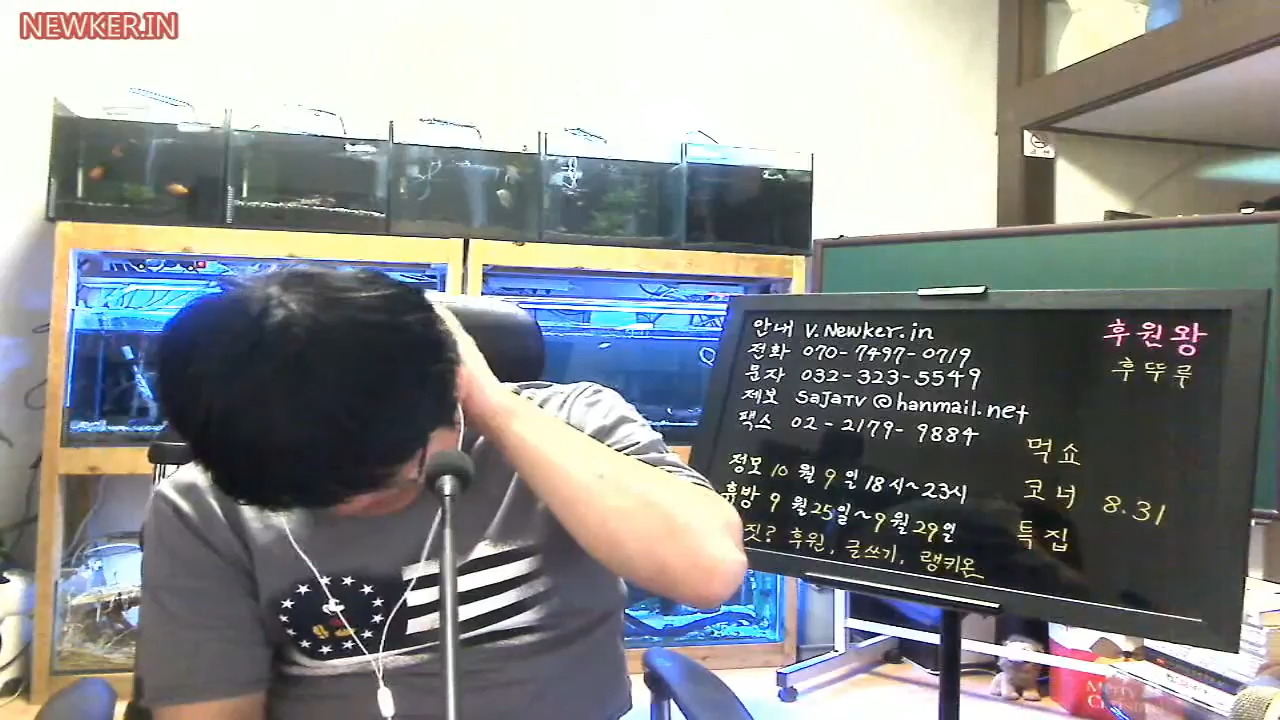 NEWKER.IN
안내 V.Newker.in
전화 070-7497-0719
문자 032-323-5549
제보 sajaTV@hanmail.net
팩스 02-2179-9884
정모 10월 9일 18시~23시
휴방 9월25일~9월29일
짓? 후원, 글쓰기, 랭키온
후원왕
후뚜루
먹쇼
코너 8.31
특집